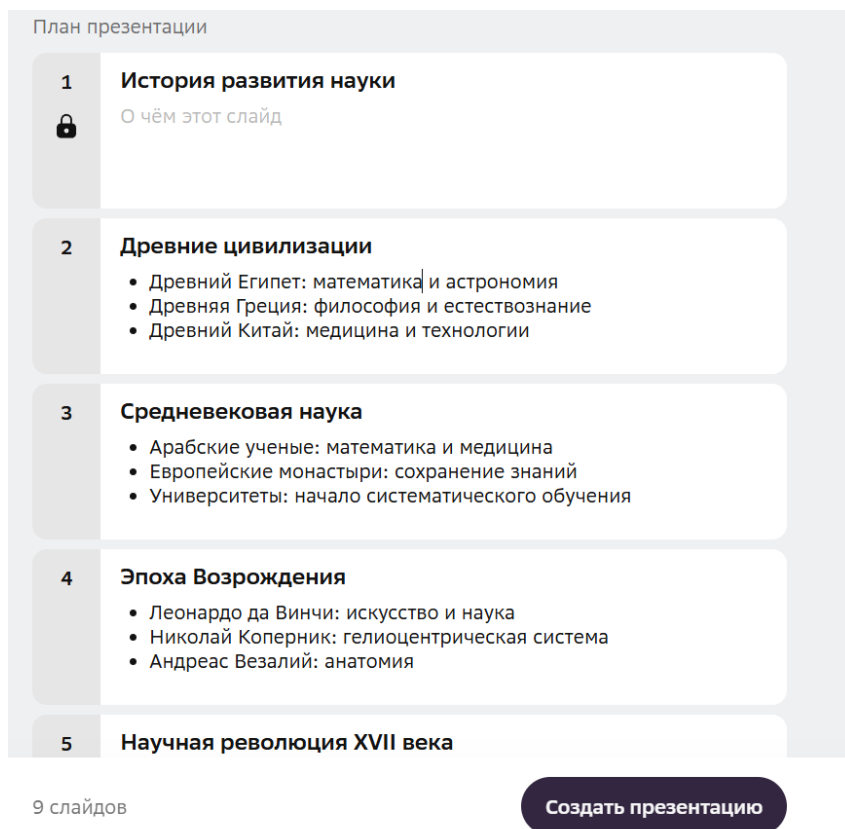 План презентации
1
История развития науки
О чём этот слайд
2
Древние цивилизации
• Древний Египет: математика и астрономия
• Древняя Греция: философия и естествознание
• Древний Китай: медицина и технологии
3
Средневековая наука
• Арабские ученые: математика и медицина
• Европейские монастыри: сохранение знаний
• Университеты: начало систематического обучения
4
Эпоха Возрождения
• Леонардо да Винчи: искусство и наука
• Николай Коперник: гелиоцентрическая система
• Андреас Везалий: анатомия
5
Научная революция XVII века
9 слайдов
Создать презентацию